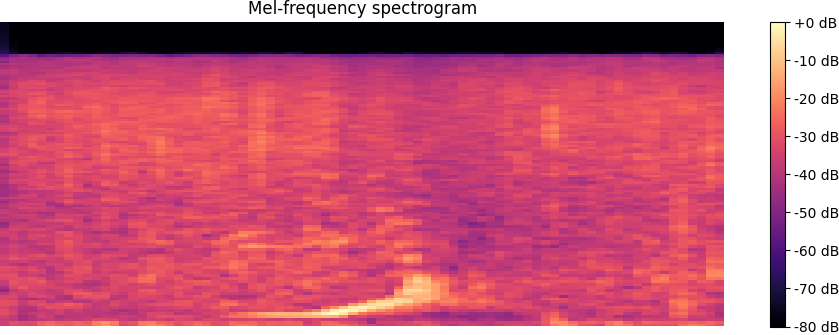 Mel-frequency spectrogram
+0 dB
-10 dB
-20 dB
-30 dB
-40 dB
-50 dB
-60 dB
-70 dB
-80 dB